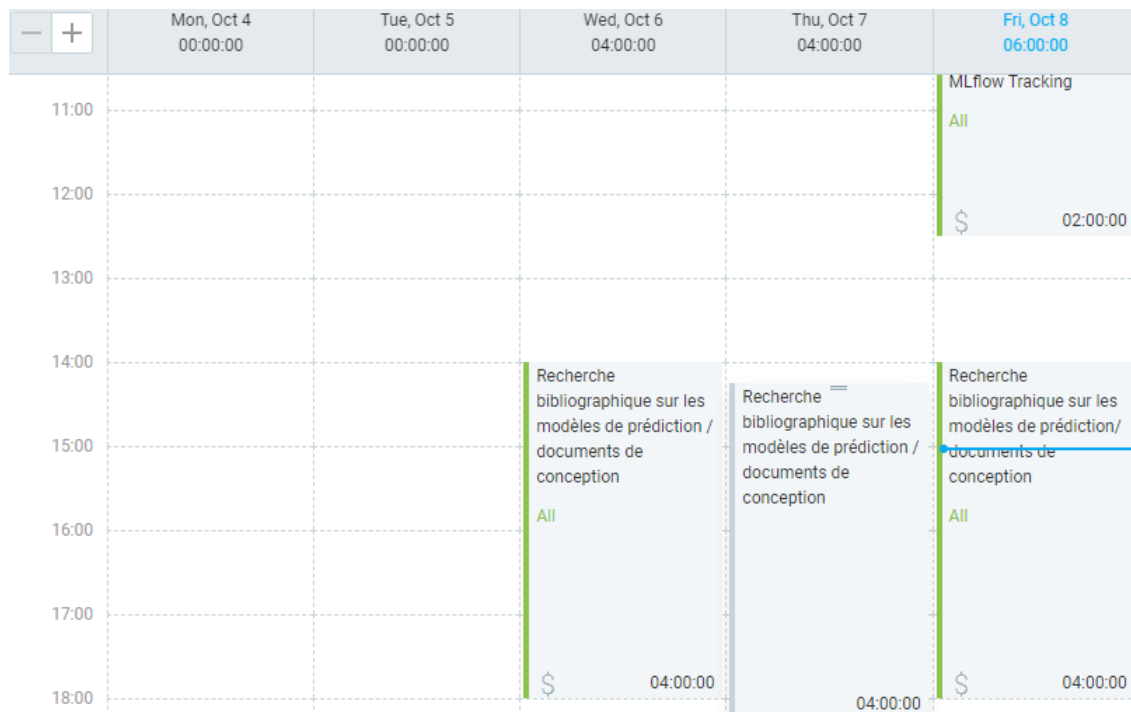 Mon, Oct 4
Tue, Oct 5
Wed, Oct 6
Thu, Oct 7
Fri, Oct 8
00:00:00
00:00:00
04:00:00
04:00:00
06:00:00
MLflow Tracking
11:00
All
12:00
$ 02:00:00
13:00
14:00
Recherche
bibliographique sur les
modèles de prédiction /
documents de
conception
All
$ 04:00:00
Recherche
bibliographique sur les
modèles de prédiction /
documents de
conception
04:00:00
Recherche
bibliographique sur les
modèles de prédiction/
documents de
conception
All
$ 04:00:00
15:00
16:00
17:00
18:00